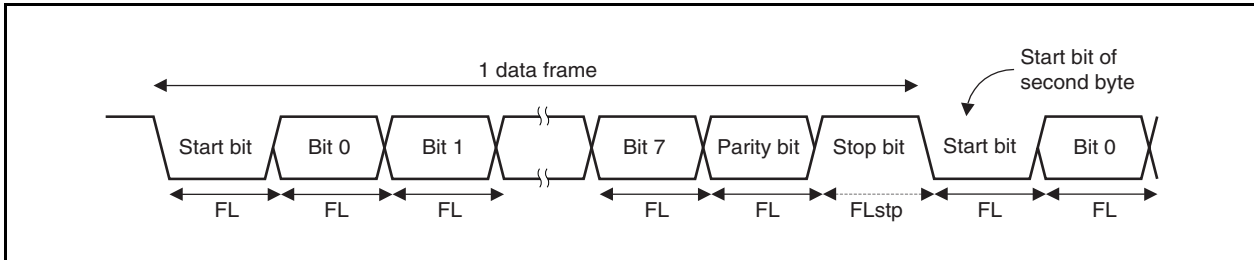 1 data frame
Start bit of
second byte
Start bit Bit 0 Bit 1 Bit 7 Parity bit Stop bit Start bit Bit 0
FL FL FL FL FL FLstp FL FL